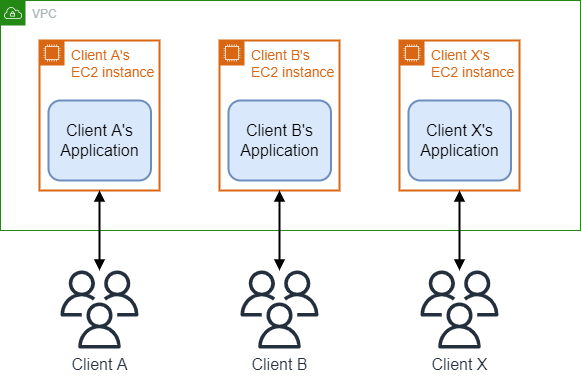 VPC
Client A's
EC2 instance
Client B's
EC2 instance
Client X's
EC2 instance
Client A's
Application
Client B's
Application
Client X's
Application
Client A
Client B
Client X